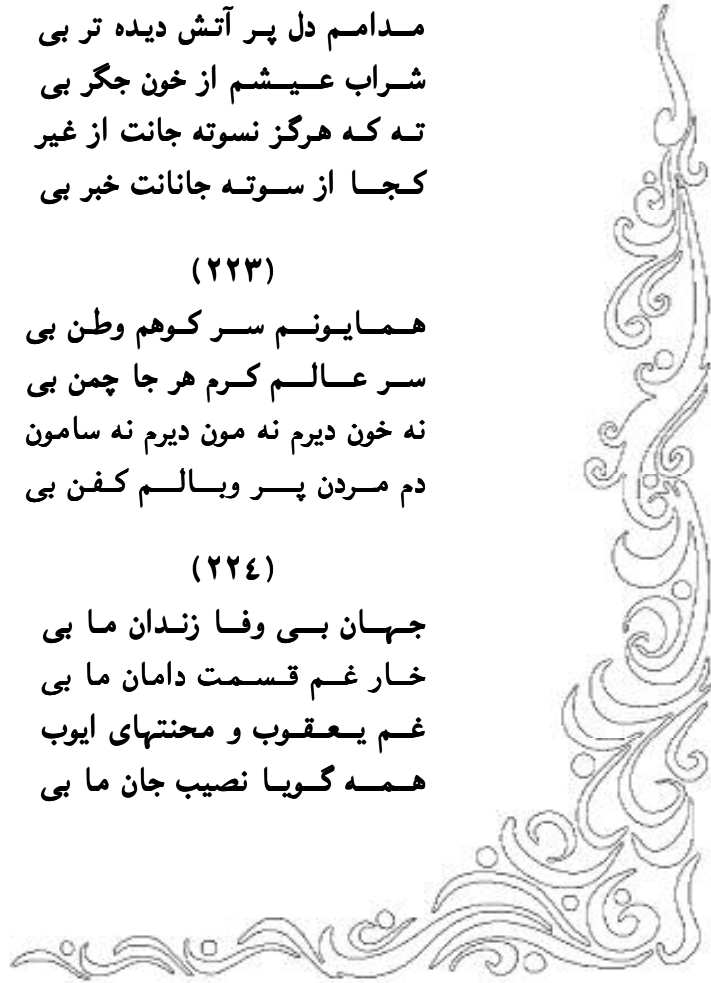 مدامم دل پر آتش دیده تر بی
شراب عیشم از خون جگر بی
ته که هرگز نسوته جانت از غیر
کجا از سوته جانانت خبر بی
(۲۲۳)
همایونم سر کوهم وطن بی
سر عالم کرم هر جا چمن بی
نه خون دیرم نه مون دیرم نه سامون
دم مردن پر وبالم کفن بی
(۲۲٤)
جهان بی وفا زندان ما بی
خار غم قسمت دامان ما بی
غم یعقوب و محنتهای ایوب
همه گویا نصیب جان ما بی